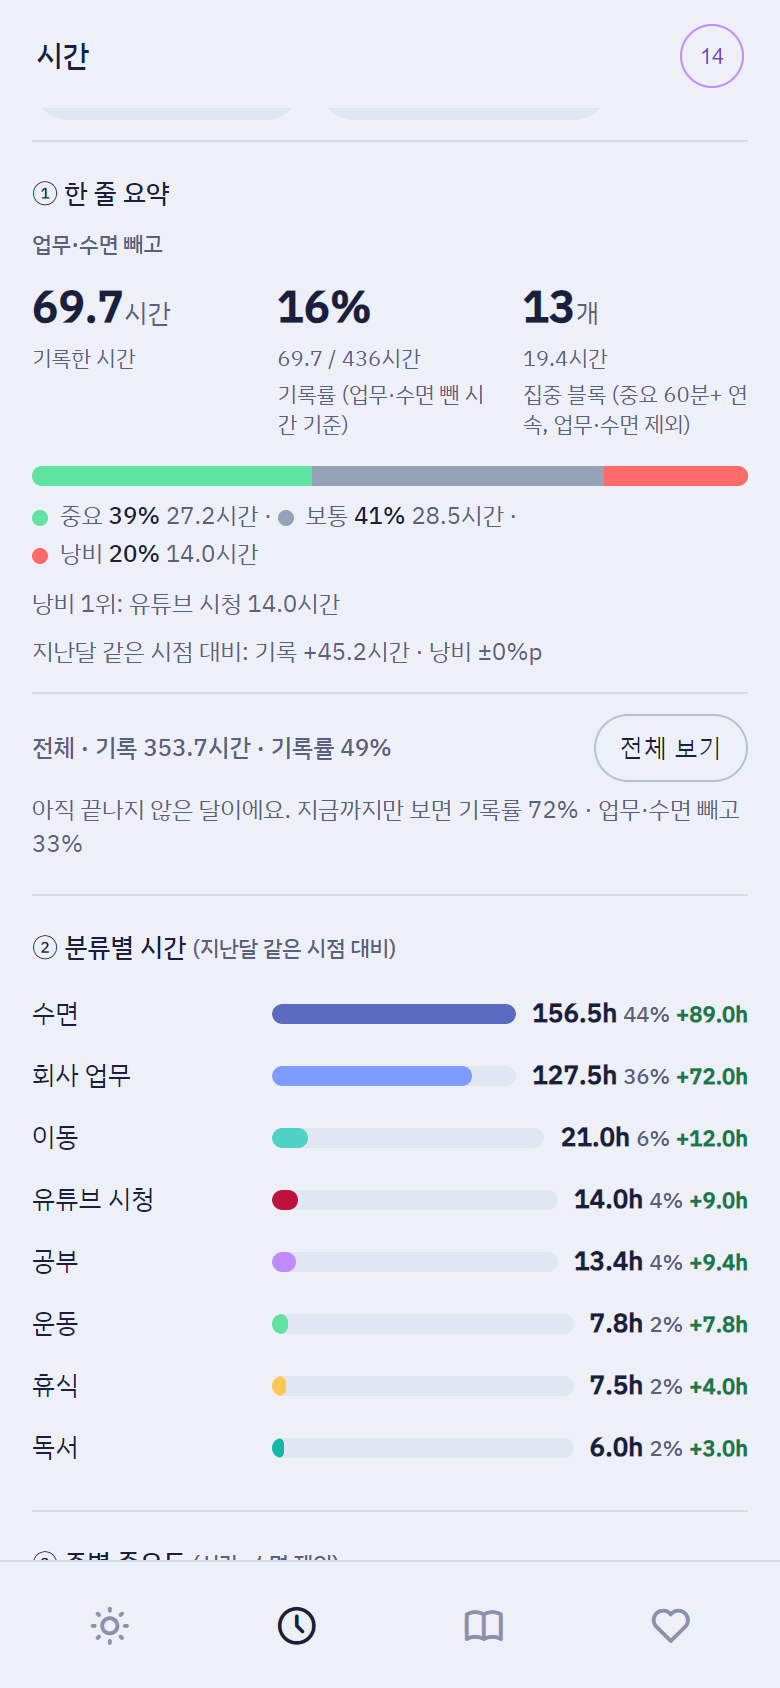 시간
14
① 한 줄 요약
업무·수면 빼고
69.7시간
기록한 시간
16%
69.7 / 436시간
기록률 (업무·수면 뺀 시
간 기준)
13개
19.4시간
집중 블록 (중요 60분+ 연
속, 업무·수면 제외)
중요 39% 27.2시간 · 보통 41% 28.5시간 ·
낭비 20% 14.0시간
낭비 1위: 유튜브 시청 14.0시간
지난달 같은 시점 대비: 기록 +45.2시간 · 낭비 ±0%p
전체 · 기록 353.7시간 · 기록률 49%
전체 보기
아직 끝나지 않은 달이에요. 지금까지만 보면 기록률 72% · 업무·수면 빼고
33%
② 분류별 시간 (지난달 같은 시점 대비)
수면 156.5h 44% +89.0h
회사 업무 127.5h 36% +72.0h
이동 21.0h 6% +12.0h
유튜브 시청 14.0h 4% +9.0h
공부 13.4h 4% +9.4h
운동 7.8h 2% +7.8h
휴식 7.5h 2% +4.0h
독서 6.0h 2% +3.0h